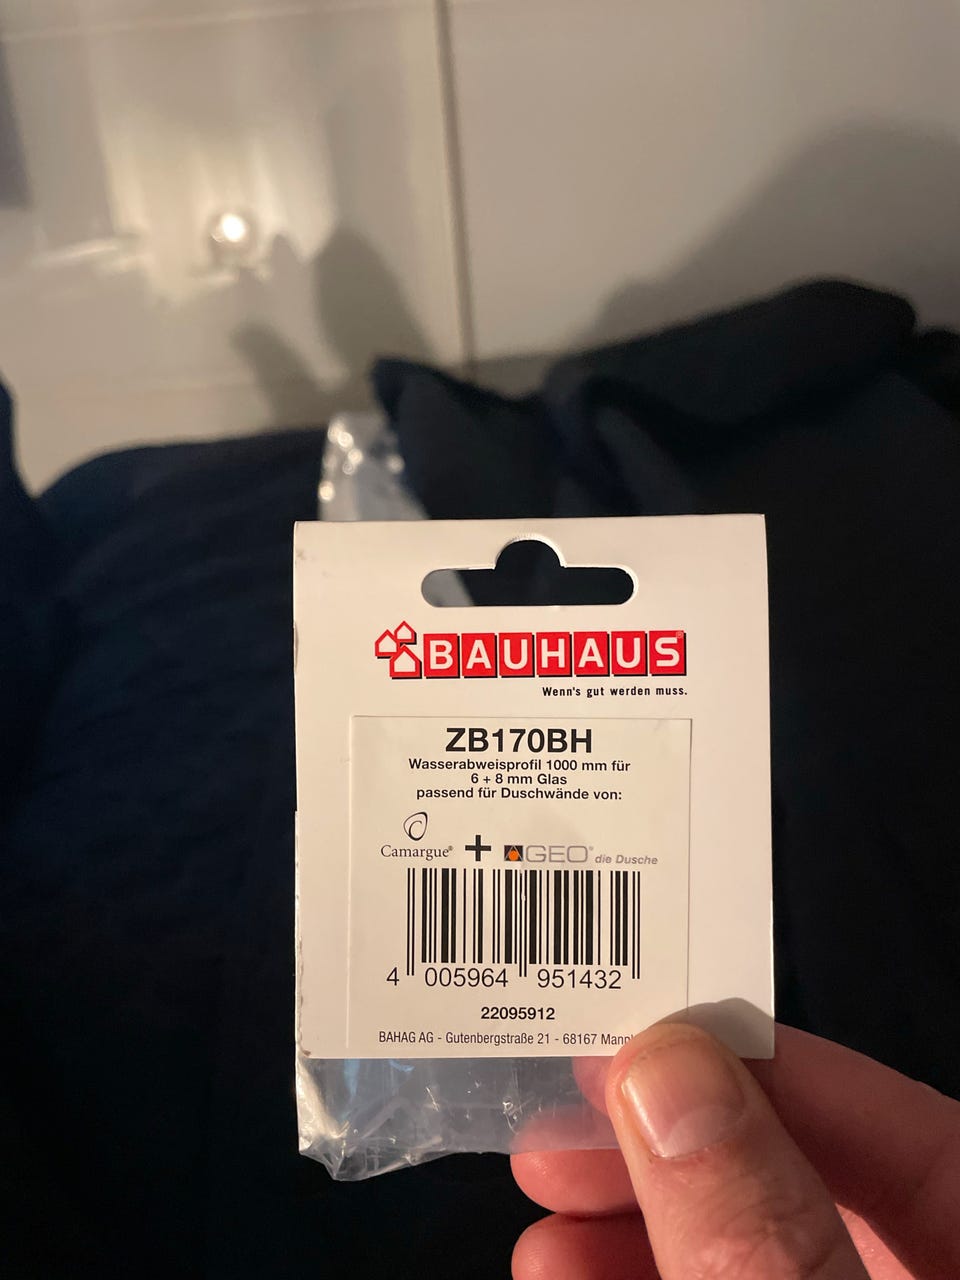 BAUHAUS®
Wenn's gut werden muss.
ZB170BH
Wasserabweisprofil 1000 mm für
6 + 8 mm Glas
passend für Duschwände von:
Camargue® + GEO® die Dusche
4 005964 951432
22095912
BAHAG AG - Gutenbergstraße 21 - 68167